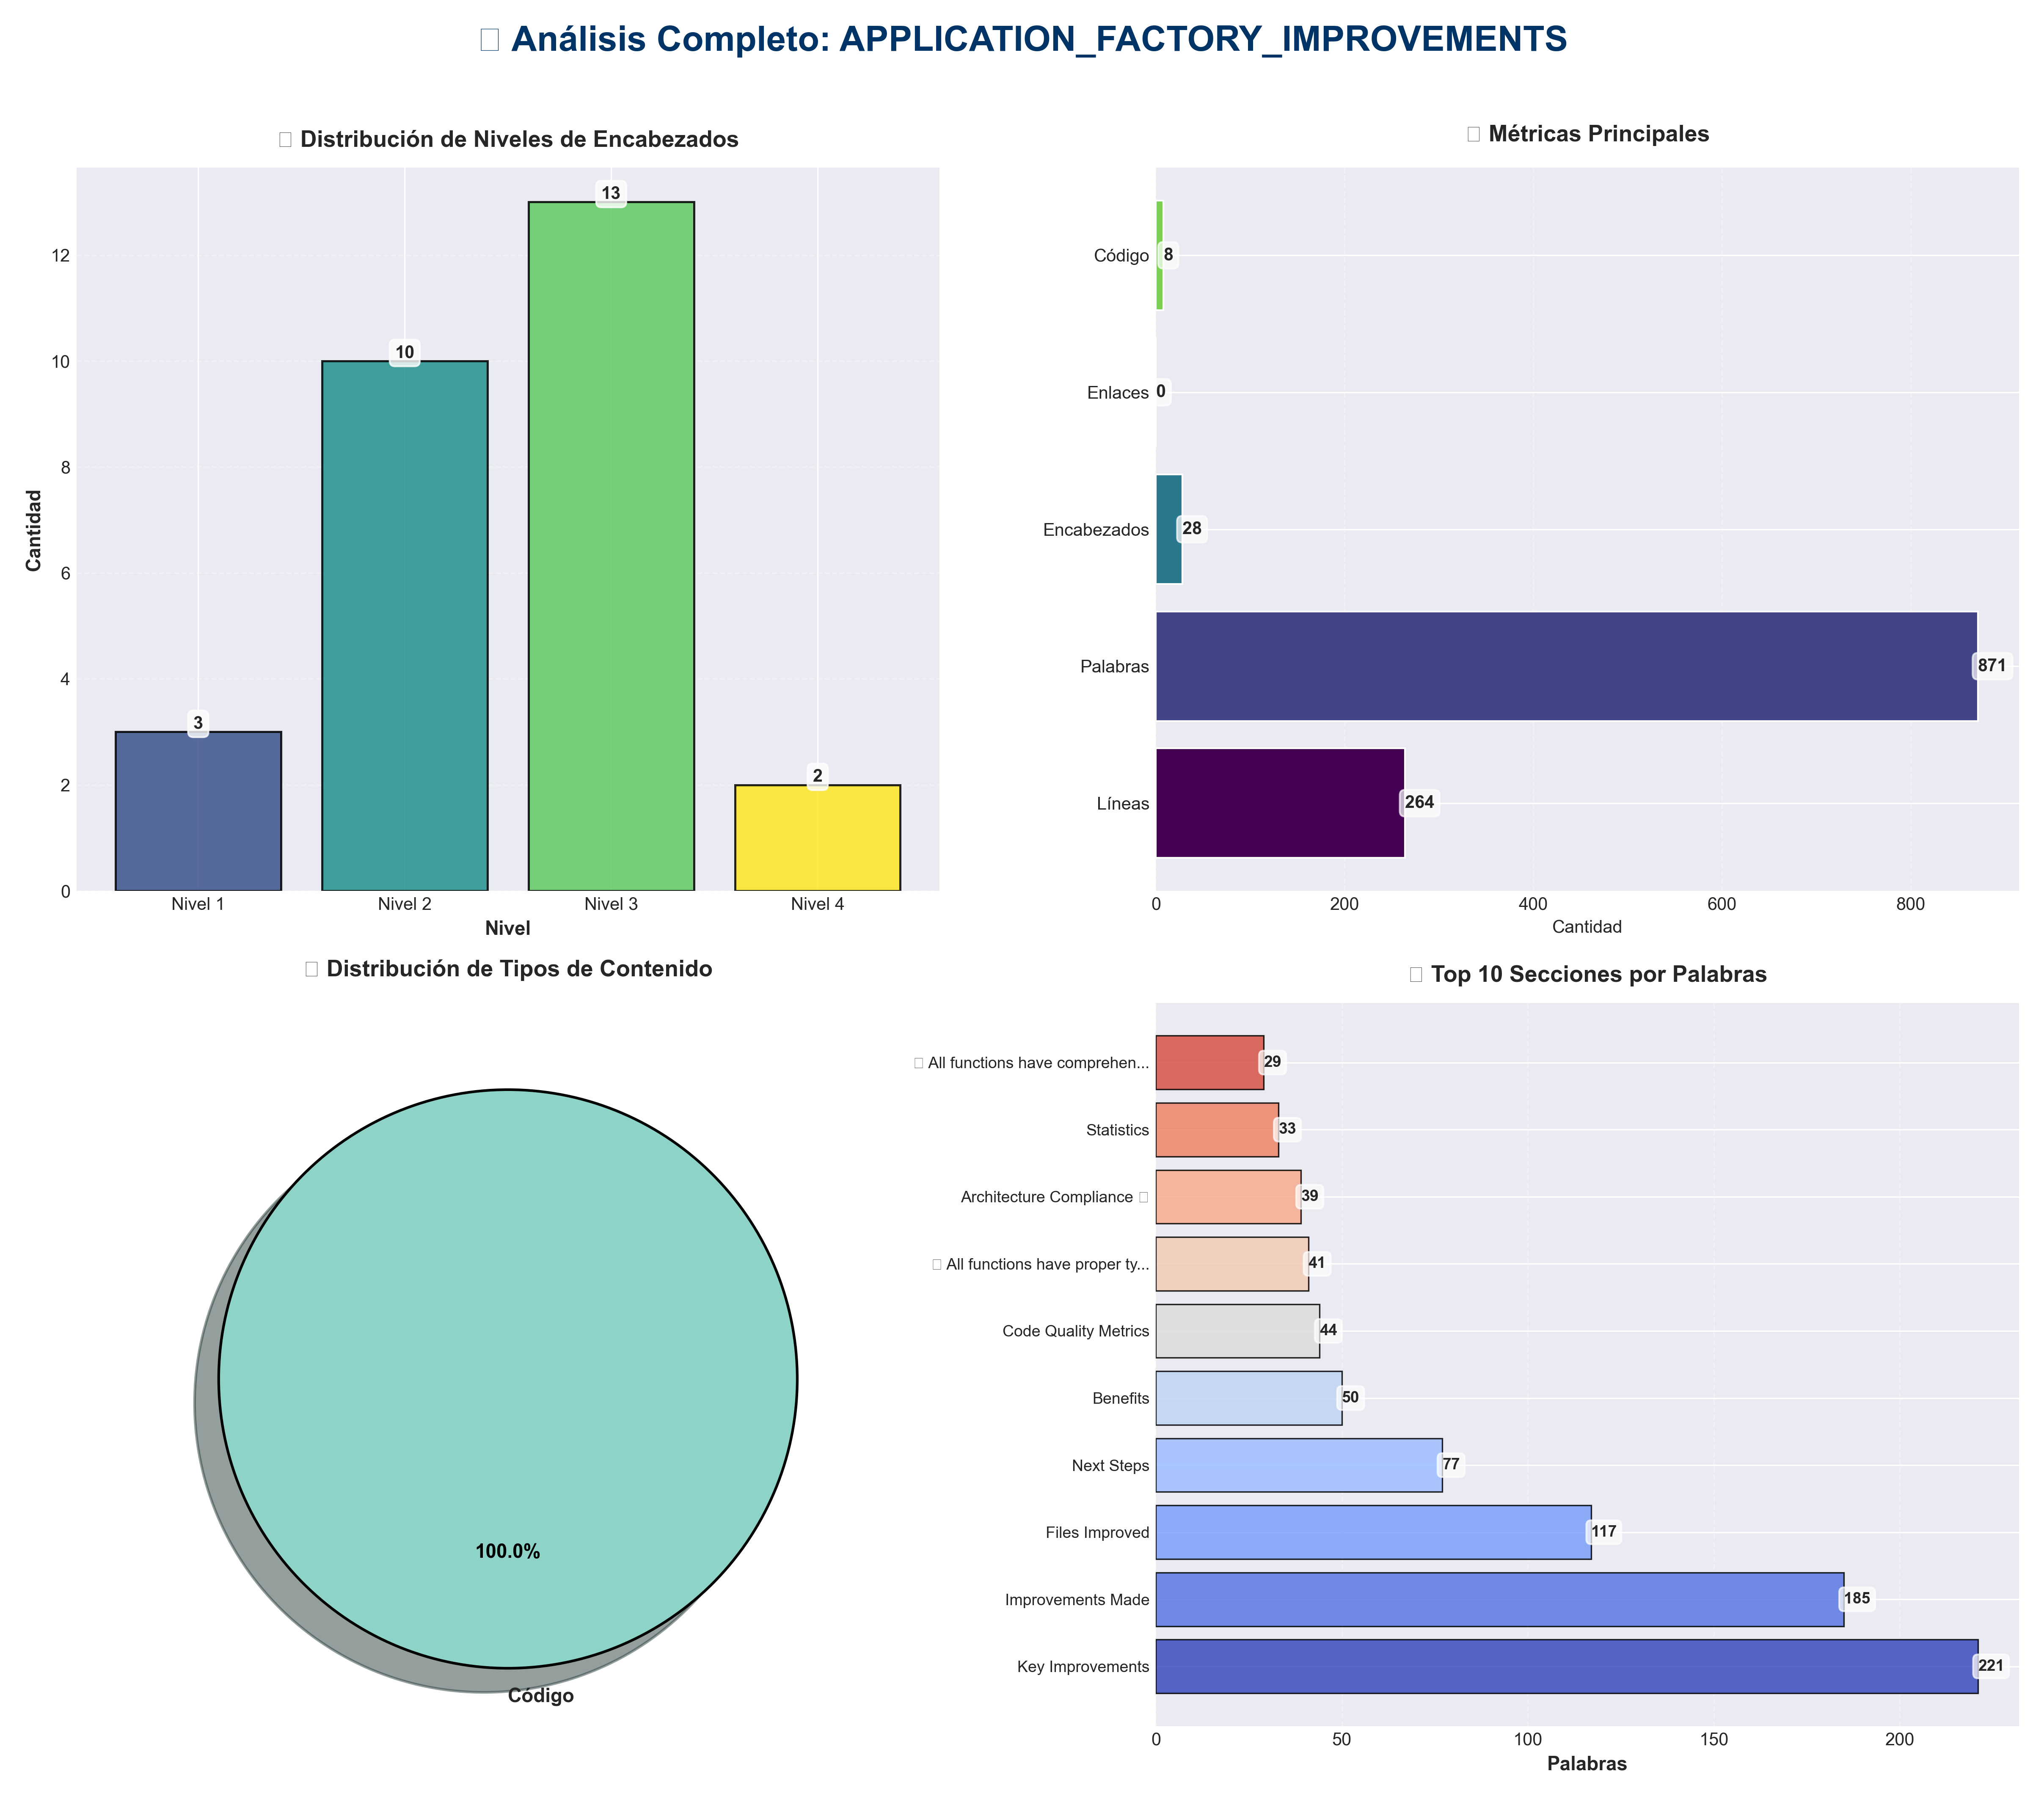 Análisis Completo: APPLICATION_FACTORY_IMPROVEMENTS
Distribución de Niveles de Encabezados
Cantidad
12
10
8
6
4
2
0
3
10
13
2
Nivel 1
Nivel 2
Nivel 3
Nivel 4
Nivel
Métricas Principales
Código
8
Enlaces
0
Encabezados
28
Palabras
871
Líneas
264
0
200
400
600
800
Cantidad
Distribución de Tipos de Contenido
100.0%
Código
Top 10 Secciones por Palabras
All functions have comprehen...
29
Statistics
33
Architecture Compliance
39
All functions have proper ty...
41
Code Quality Metrics
44
Benefits
50
Next Steps
77
Files Improved
117
Improvements Made
185
Key Improvements
221
0
50
100
150
200
Palabras